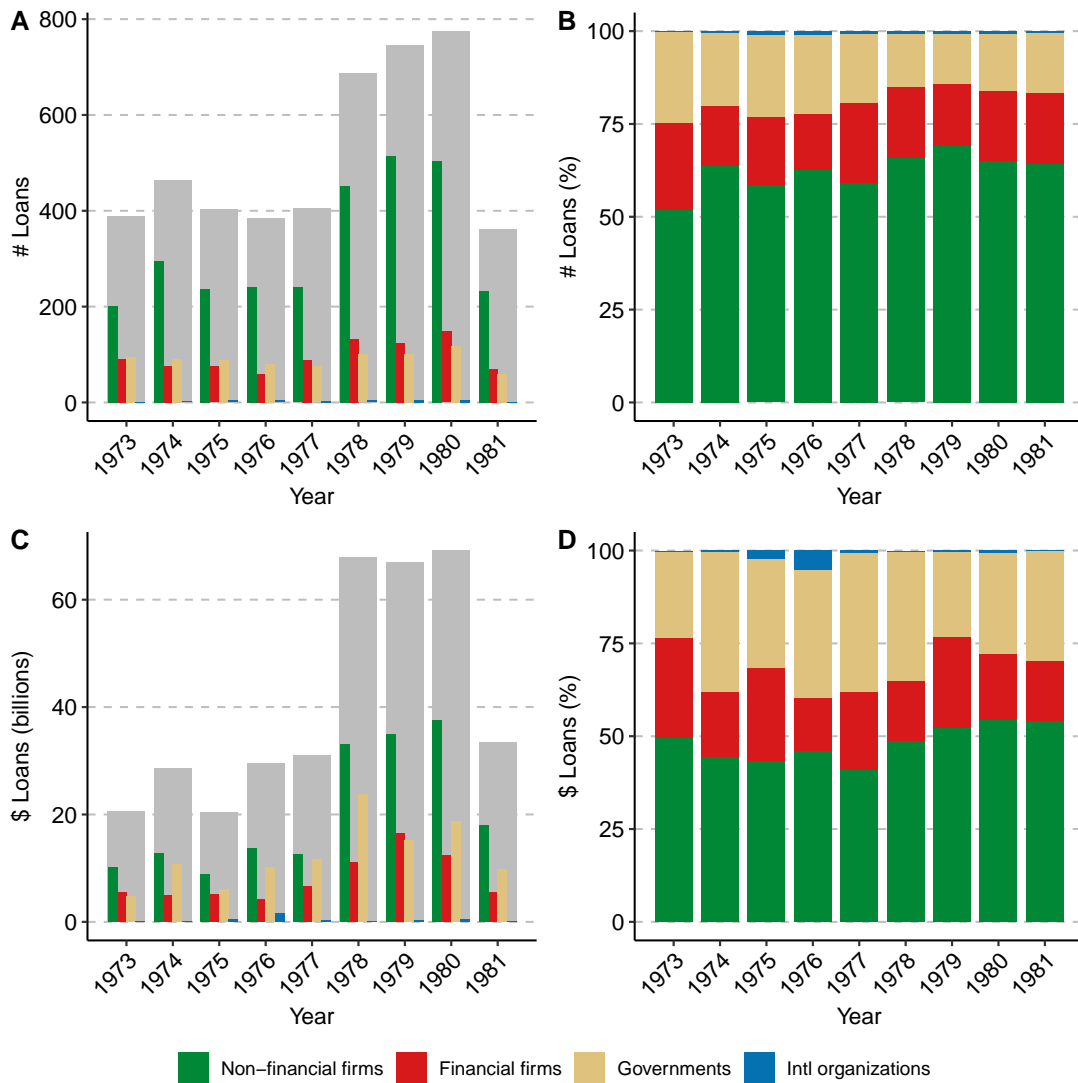 A
# Loans
800
600
400
200
0
1973 1974 1975 1976 1977 1978 1979 1980 1981
Year
B
# Loans (%)
100
75
50
25
0
1973 1974 1975 1976 1977 1978 1979 1980 1981
Year
C
$ Loans (billions)
60
40
20
0
1973 1974 1975 1976 1977 1978 1979 1980 1981
Year
D
$ Loans (%)
100
75
50
25
0
1973 1974 1975 1976 1977 1978 1979 1980 1981
Year
Non−financial firms Financial firms Governments Intl organizations